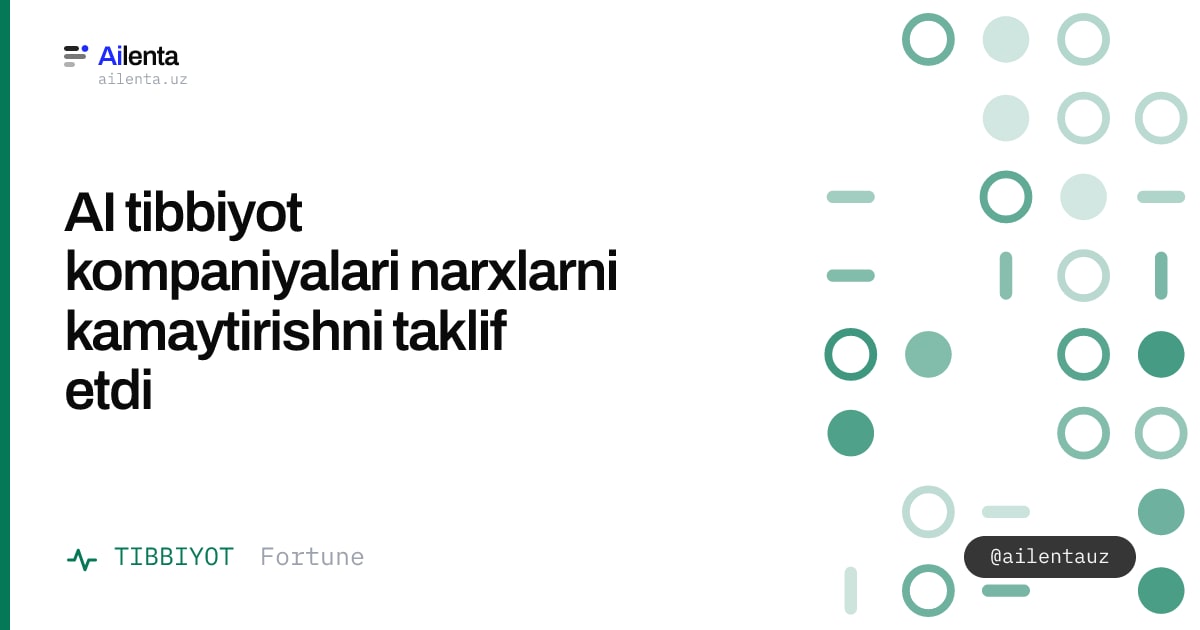 Ailenta
ailenta.uz
AI tibbiyot
kompaniyalari narxlarni
kamaytirishni taklif
etdi
TIBBIYOT Fortune
@ailentauz